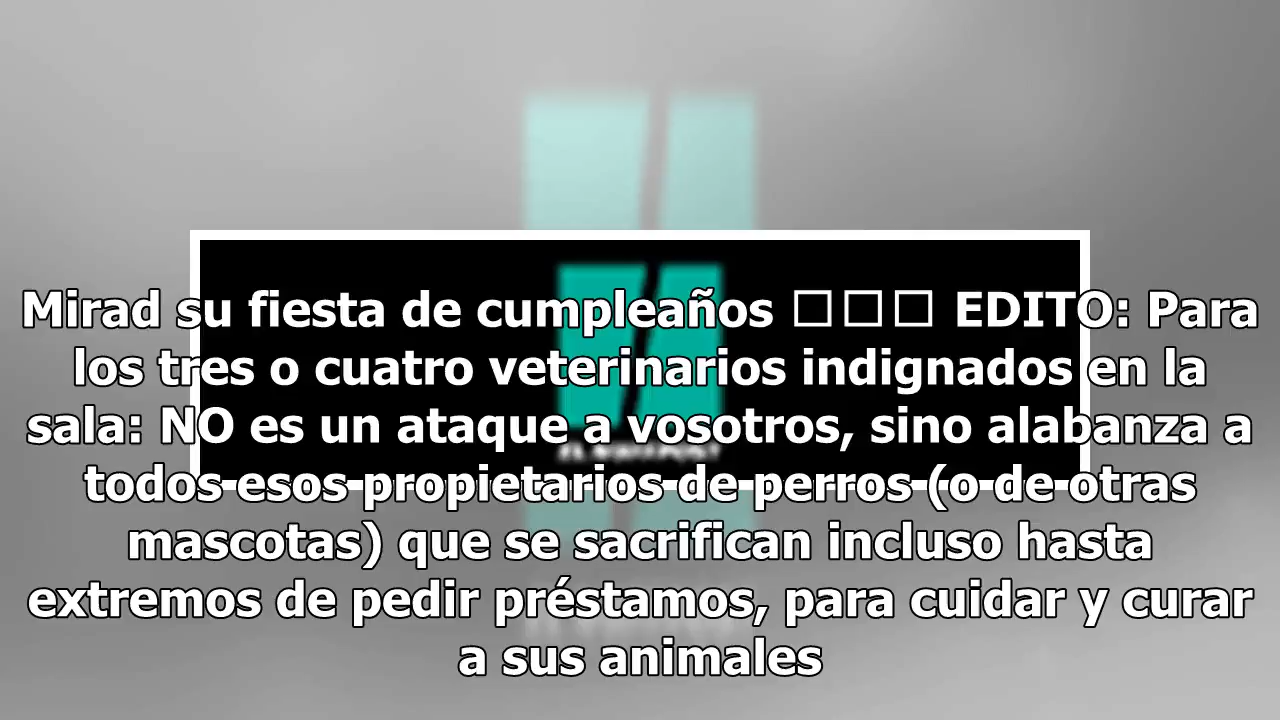 Mirad su fiesta de cumpleaños □□□ EDITO: Para
los tres o cuatro veterinarios indignados en la
sala: NO es un ataque a vosotros, sino alabanza a
todos esos propietarios de perros (o de otras
mascotas) que se sacrifican incluso hasta
extremos de pedir préstamos, para cuidar y curar
a sus animales